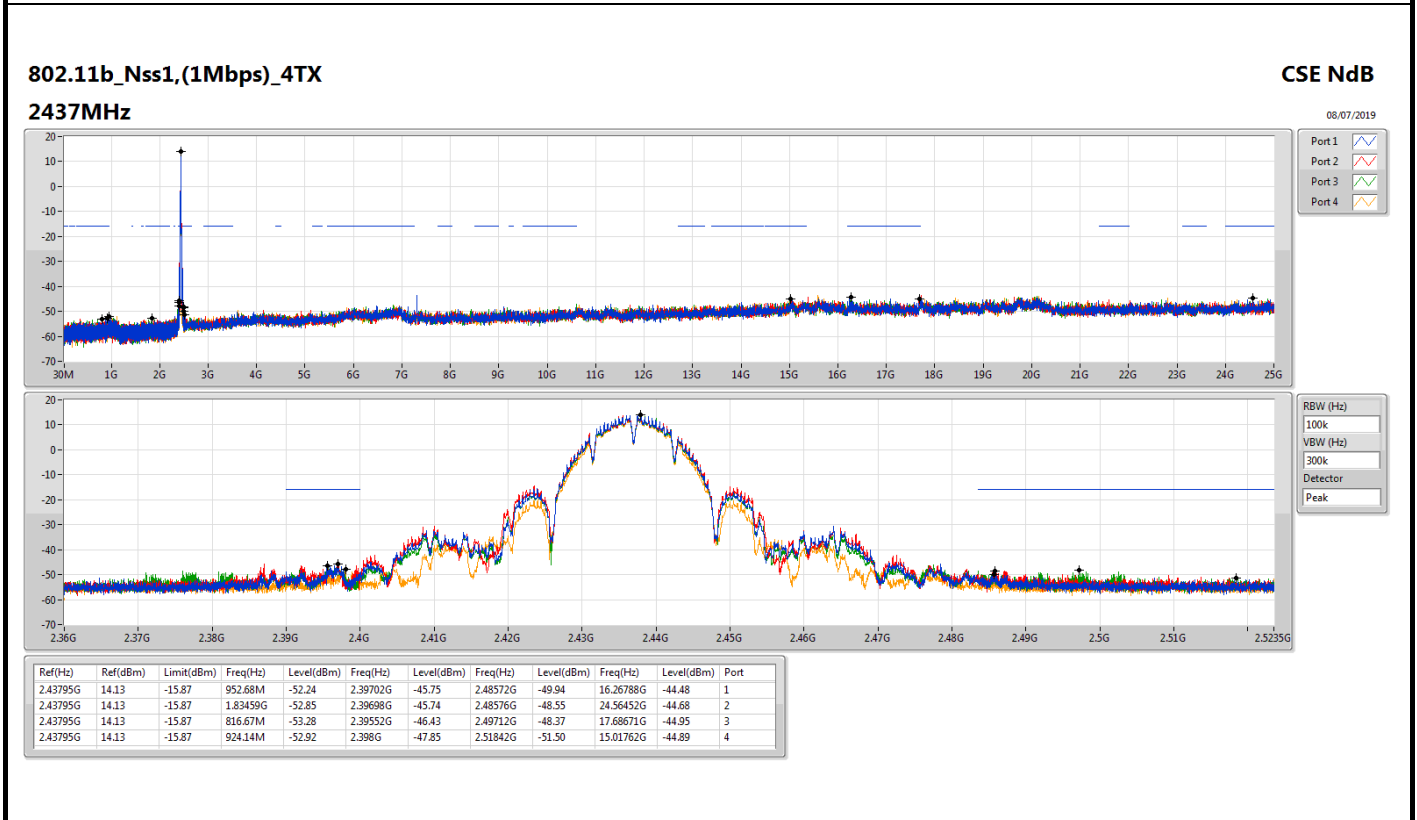 802.11b_Nss1,(1Mbps)_4TX CSE NdB
2437MHz 08/07/2019
20
10
0
-10
-20
-30
-40
-50
-60
-70
30M 1G 2G 3G 4G 5G 6G 7G 8G 9G 10G 11G 12G 13G 14G 15G 16G 17G 18G 19G 20G 21G 22G 23G 24G 25G
Port 1
Port 2
Port 3
Port 4
20
10
0
-10
-20
-30
-40
-50
-60
-70
2.36G 2.37G 2.38G 2.39G 2.4G 2.41G 2.42G 2.43G 2.44G 2.45G 2.46G 2.47G 2.48G 2.49G 2.5G 2.51G 2.5235G
RBW (Hz)
100k
VBW (Hz)
300k
Detector
Peak
Ref(Hz) Ref(dBm) Limit(dBm) Freq(Hz) Level(dBm) Freq(Hz) Level(dBm) Freq(Hz) Level(dBm) Freq(Hz) Level(dBm) Port
2.43795G 14.13 -15.87 952.68M -52.24 2.39702G -45.75 2.48572G -49.94 16.26788G -44.48 1
2.43795G 14.13 -15.87 1.83459G -52.85 2.39698G -45.74 2.48576G -48.55 24.56452G -44.68 2
2.43795G 14.13 -15.87 816.67M -53.28 2.39552G -46.43 2.49712G -48.37 17.68671G -44.95 3
2.43795G 14.13 -15.87 924.14M -52.92 2.398G -47.85 2.51842G -51.50 15.01762G -44.89 4